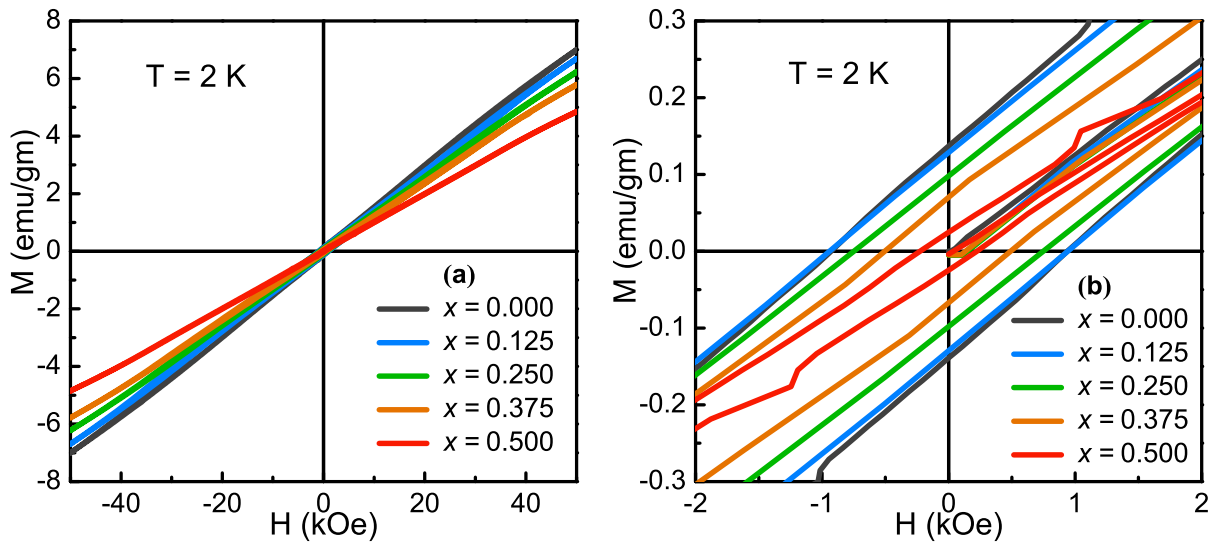 8
6
4
2
0
-2
-4
-6
-8
M (emu/gm)
T = 2 K
(a)
x = 0.000
x = 0.125
x = 0.250
x = 0.375
x = 0.500
-40
-20
0
20
40
H (kOe)
0.3
0.2
0.1
0.0
-0.1
-0.2
-0.3
M (emu/gm)
T = 2 K
(b)
x = 0.000
x = 0.125
x = 0.250
x = 0.375
x = 0.500
-2
-1
0
1
2
H (kOe)